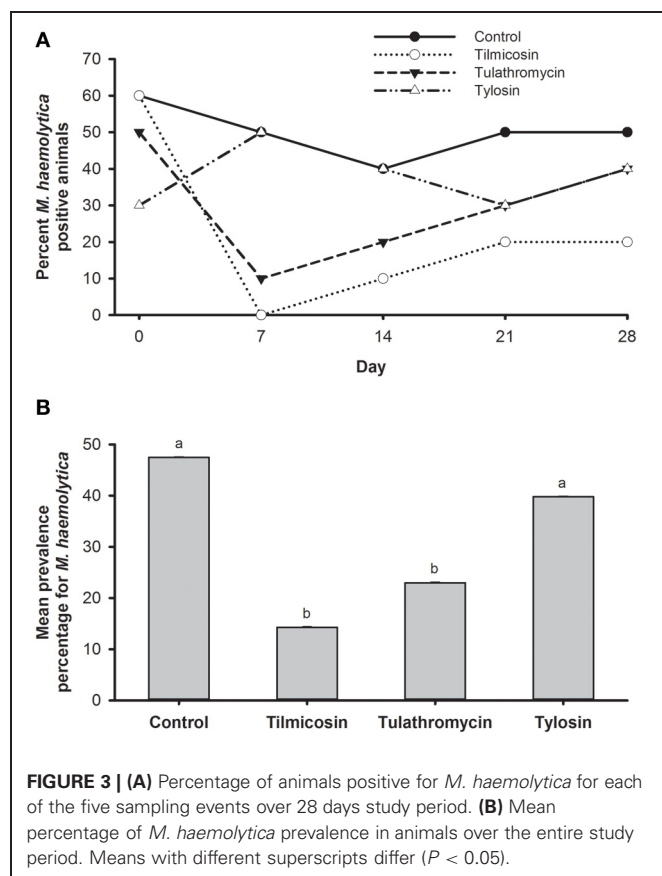 A
Control
Tilmicosin
Tulathromycin
Tylosin
Percent M. haemolytica
positive animals
70
60
50
40
30
20
10
0
0 7 14 21 28
Day
B
Mean prevalence
percentage for M. haemolytica
50
40
30
20
10
0
a
b
b
a
Control Tilmicosin Tulathromycin Tylosin
FIGURE 3 | (A) Percentage of animals positive for M. haemolytica for each
of the five sampling events over 28 days study period. (B) Mean
percentage of M. haemolytica prevalence in animals over the entire study
period. Means with different superscripts differ (P < 0.05).